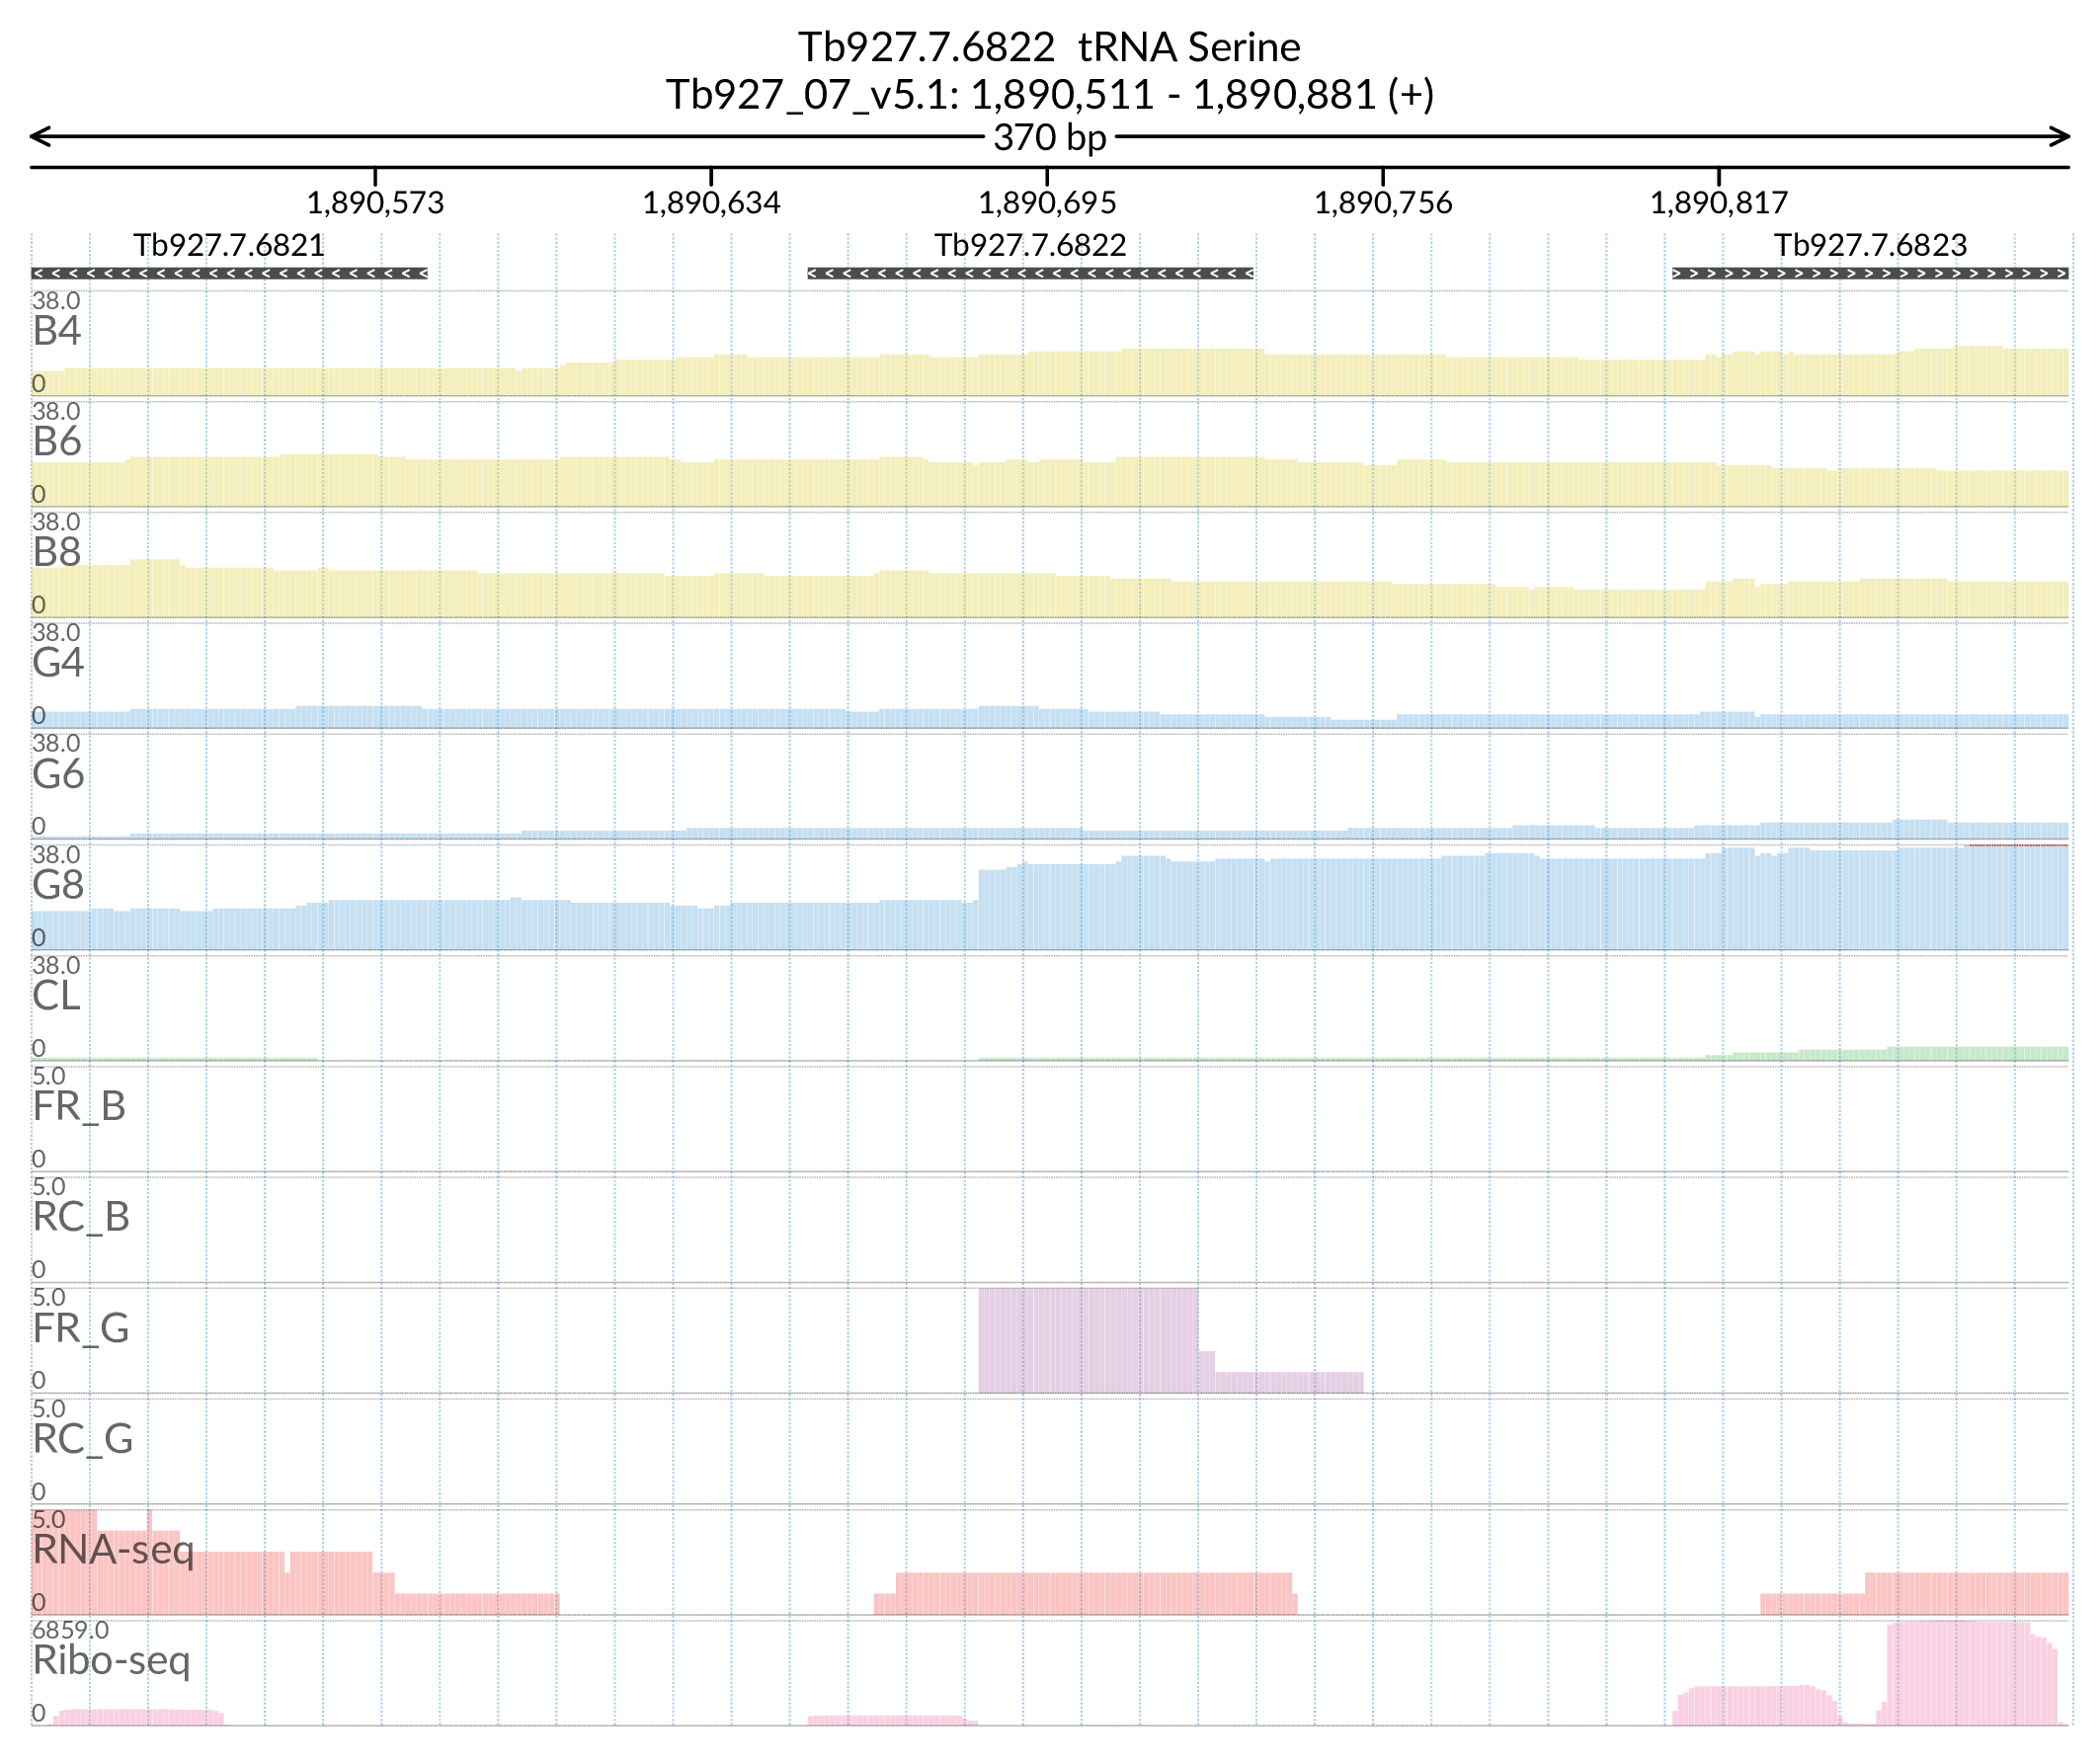 Tb927.7.6822 tRNA Serine
Tb927_07_v5.1: 1,890,511 - 1,890,881 (+)
370 bp
1,890,573 1,890,634 1,890,695 1,890,756 1,890,817
Tb927.7.6821 Tb927.7.6822 Tb927.7.6823
38.0
B4
0
38.0
B6
0
38.0
B8
0
38.0
G4
0
38.0
G6
0
38.0
G8
0
38.0
CL
0
5.0
FR_B
0
5.0
RC_B
0
5.0
FR_G
0
5.0
RC_G
0
5.0
RNA-seq
0
6859.0
Ribo-seq
0